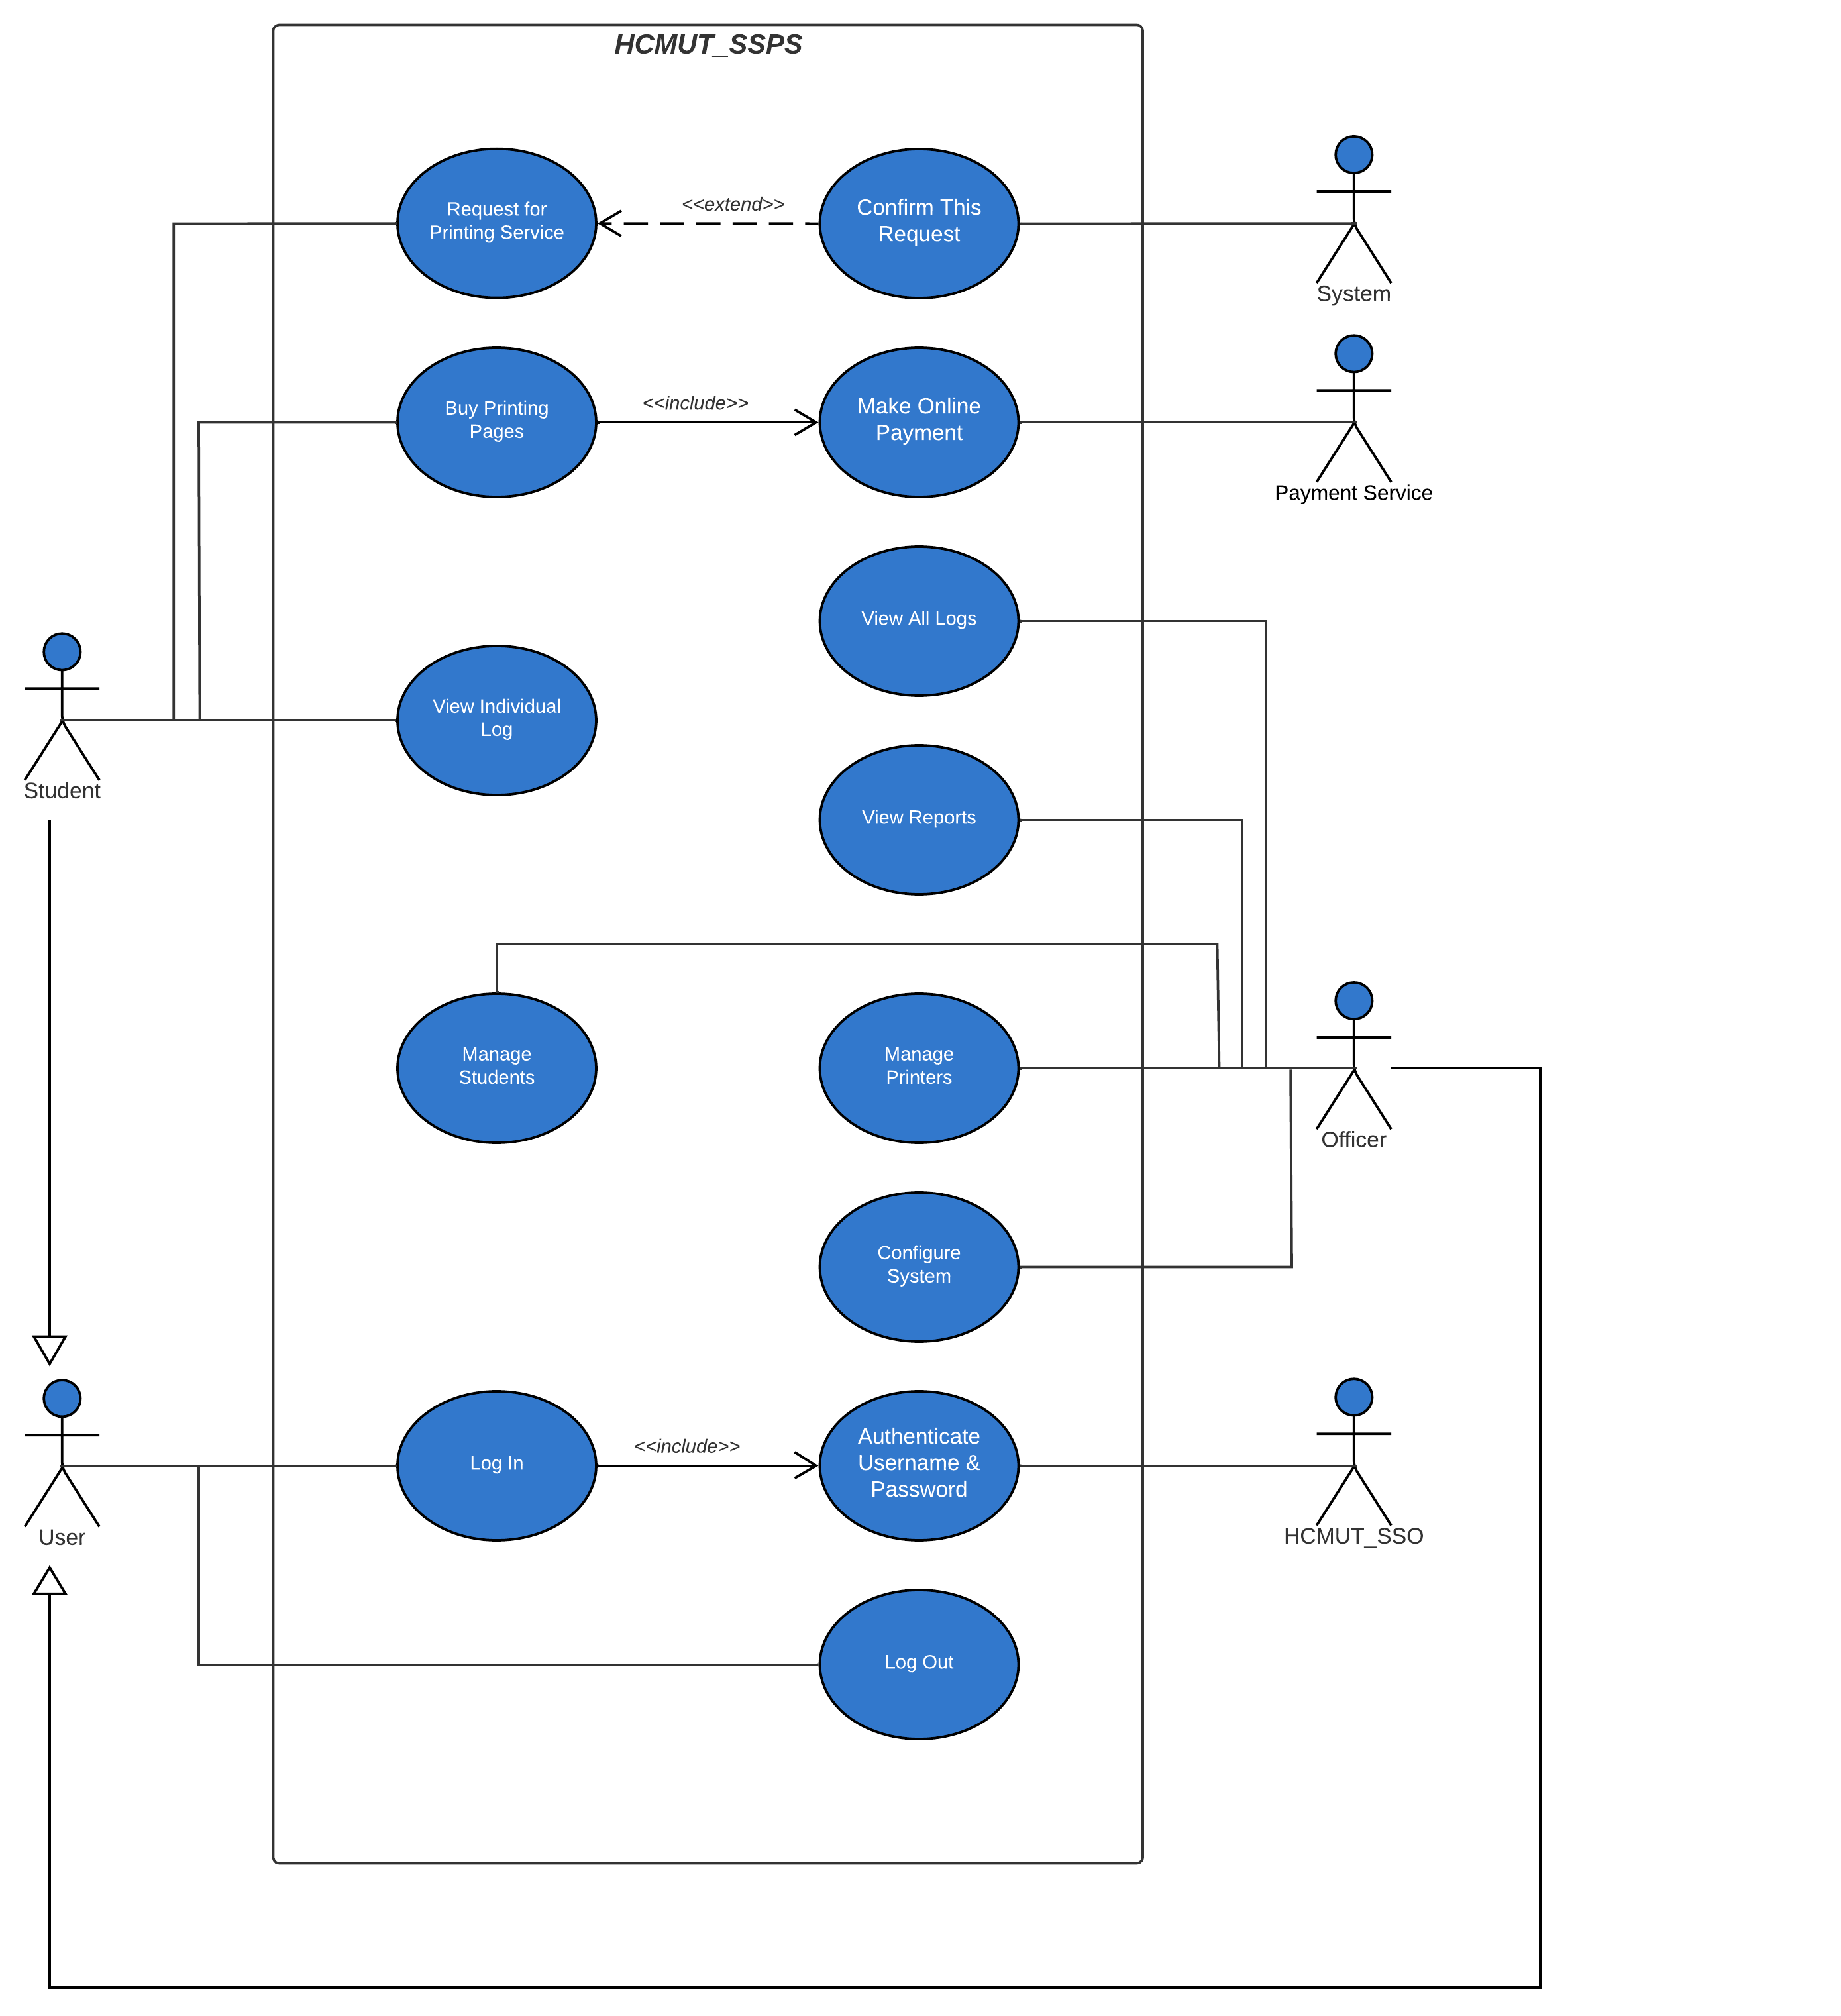 HCMUT_SSPS
Request for
Printing Service
<<extend>>
Confirm This
Request
System
Buy Printing
Pages
<<include>>
Make Online
Payment
Payment Service
View All Logs
View Individual
Log
Student
View Reports
Manage
Students
Manage
Printers
Officer
Configure
System
Log In
<<include>>
Authenticate
Username &
Password
User
HCMUT_SSO
Log Out